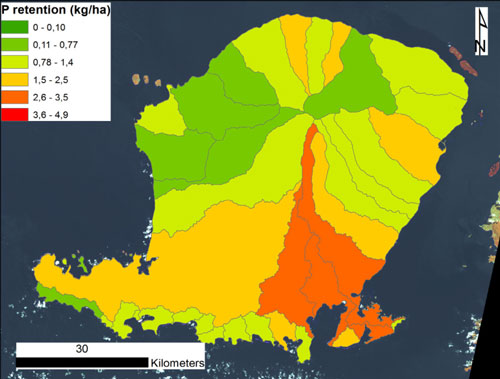 P retention (kg/ha)
0 - 0,10
0,11 - 0,77
0,78 - 1,4
1,5 - 2,5
2,6 - 3,5
3,6 - 4,9
N
30
Kilometers